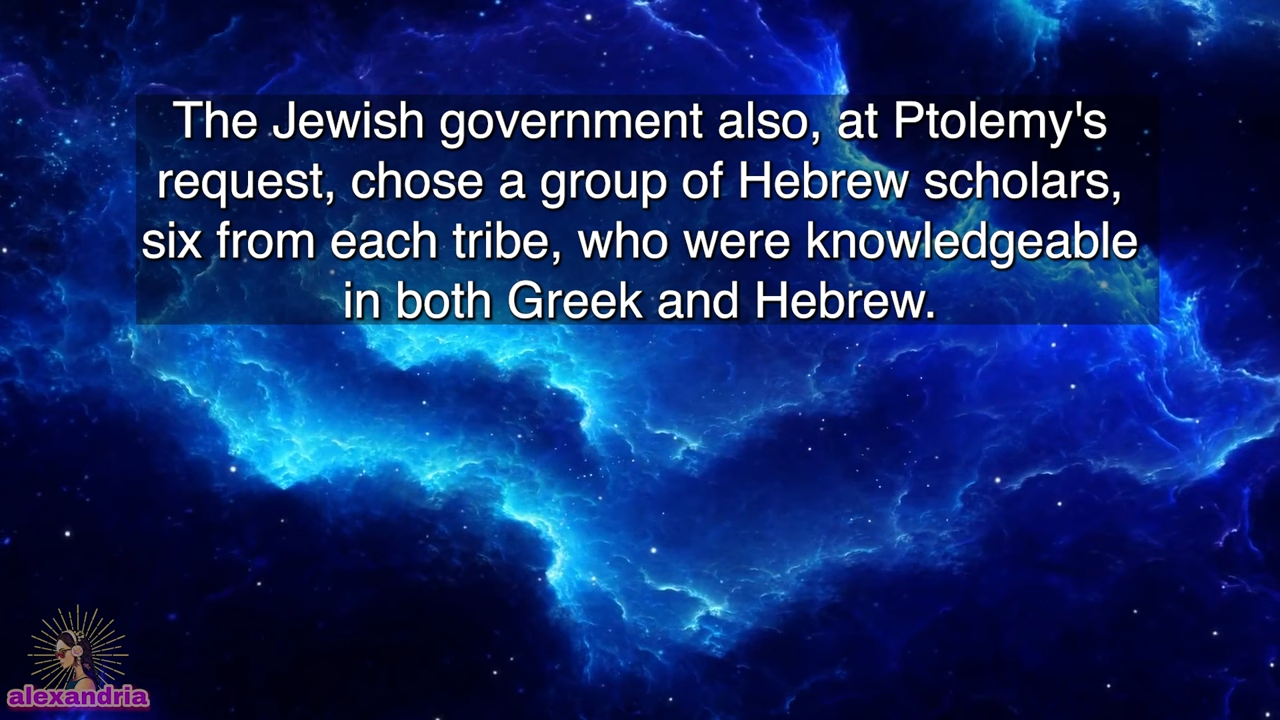 The Jewish government also, at Ptolemy's
request, chose a group of Hebrew scholars,
six from each tribe, who were knowledgeable
in both Greek and Hebrew.
alexandria